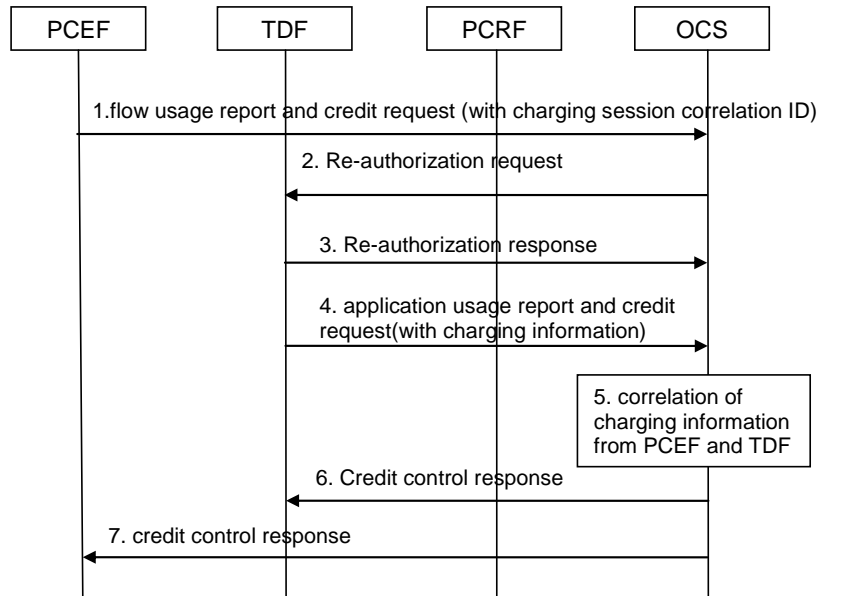 PCEF
TDF
PCRF
OCS
1.flow usage report and credit request (with charging session correlation ID)
2. Re-authorization request
3. Re-authorization response
4. application usage report and credit
request(with charging information)
5. correlation of
charging information
from PCEF and TDF
6. Credit control response
7. credit control response